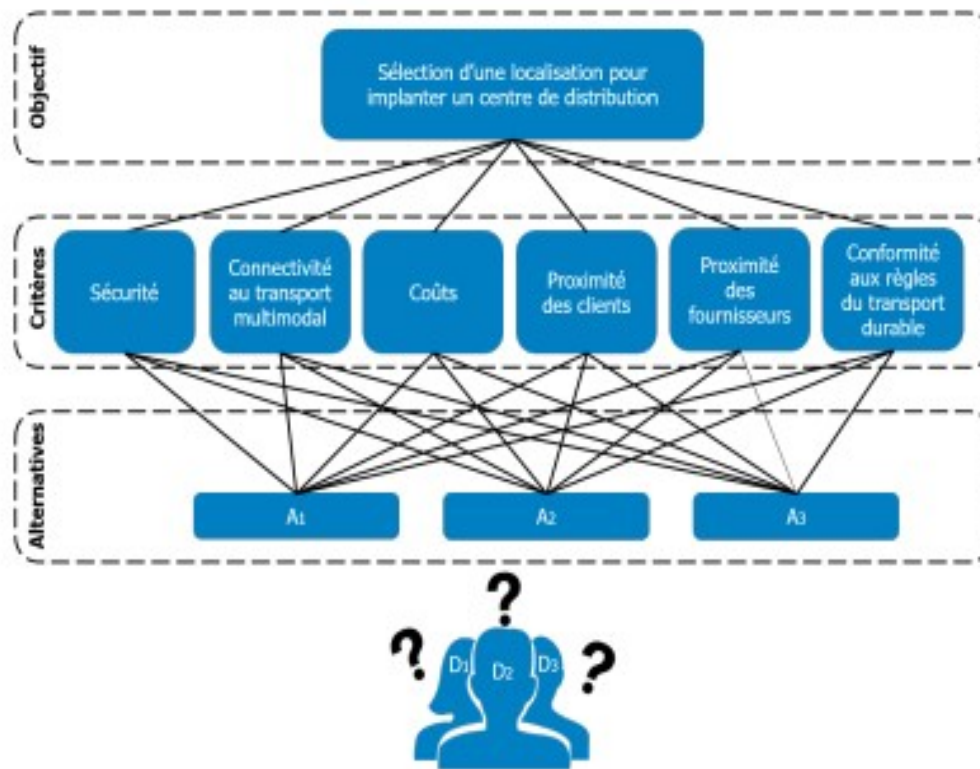 Objectif
Sélection d'une localisation pour
implanter un centre de distribution
Critères
Sécurité
Connectivité
au transport
multimodal
Coûts
Proximité
des clients
Proximité
des
fournisseurs
Conformité
aux règles
du transport
durable
Alternatives
A1
A2
A3
?
?
?
D1
D2
D3